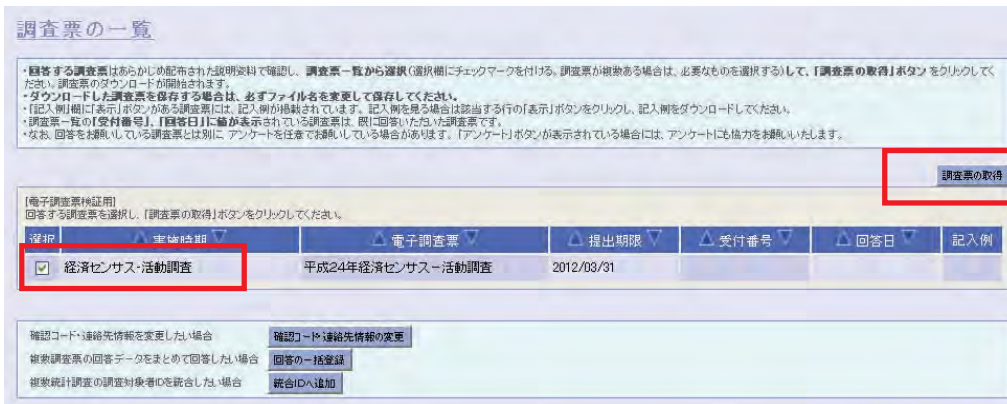 調査票の一覧
・回答する調査票はあらかじめ配布された説明資料で確認し、調査票一覧から選択(選択欄にチェックマークを付ける。調査票が複数ある場合は、必要なものを選択する)して、「調査票の取得」ボタンをクリックしてく
ださい。調査票のダウンロードが開始されます。
・ダウンロードした調査票を保存する場合は、必ずファイル名を変更して保存してください。
・「記入例」欄に「表示」ボタンがある調査票には、記入例が掲載されています。記入例を見る場合は該当する行の「表示」ボタンをクリックし、記入例をダウンロードしてください。
・調査票一覧の「受付番号」、「回答日」に値が表示されている調査票は、既に回答いただいた調査票です。
・なお、回答をお願いしている調査票とは別に、アンケートを任意でお願いしている場合があります。「アンケート」ボタンが表示されている場合には、アンケートにも協力をお願いいたします。
調査票の取得
[電子調査票検証用]
回答する調査票を選択し、「調査票の取得」ボタンをクリックしてください。
選択 △ 実施時期 ▽ △ 電子調査票 ▽ △ 提出期限 ▽ △ 受付番号 ▽ △ 回答日 ▽ 記入例
経済センサス・活動調査 平成24年経済センサスー活動調査 2012/03/31
確認コード・連絡先情報を変更したい場合 確認コード・連絡先情報の変更
複数調査票の回答データをまとめて回答したい場合 回答の一括登録
複数統計調査の調査対象者IDを統合したい場合 統合IDへ追加